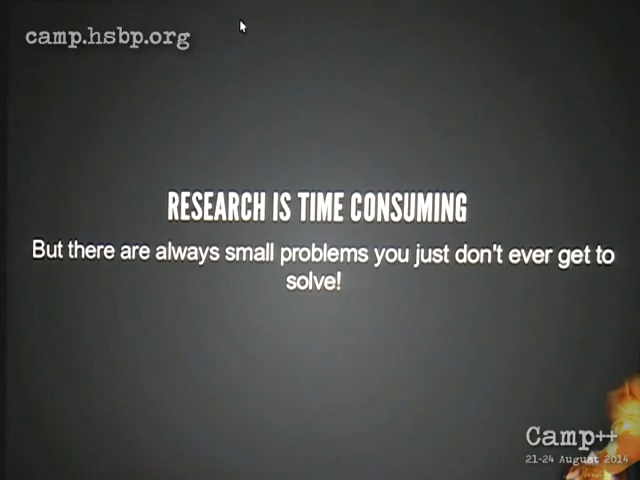 camp.hsbp.org
RESEARCH IS TIME CONSUMING
But there are always small problems you just don't ever get to
solve!
Camp++
21-24 August 2014